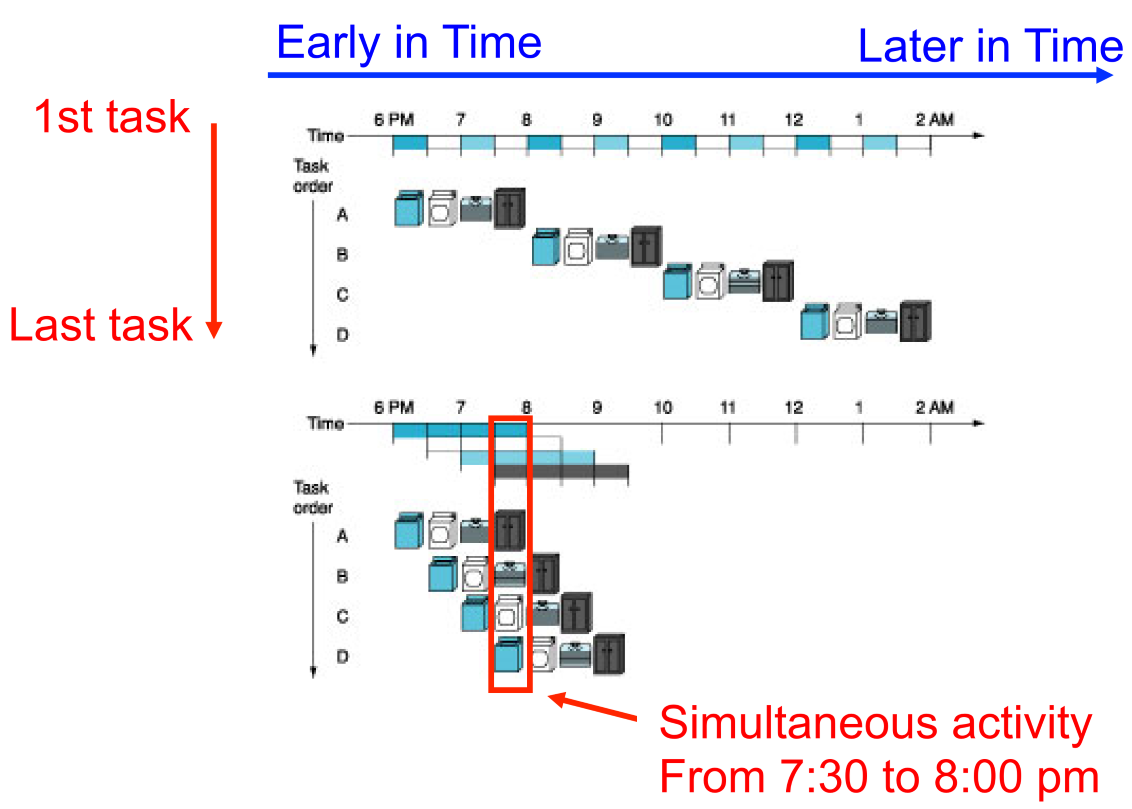 Early in Time
Later in Time
1st task
6 PM 7 8 9 10 11 12 1 2 AM
Time
Task
order
A
B
C
Last task
D
6 PM 7 8 9 10 11 12 1 2 AM
Time
Task
order
A
B
C
D
Simultaneous activity
From 7:30 to 8:00 pm